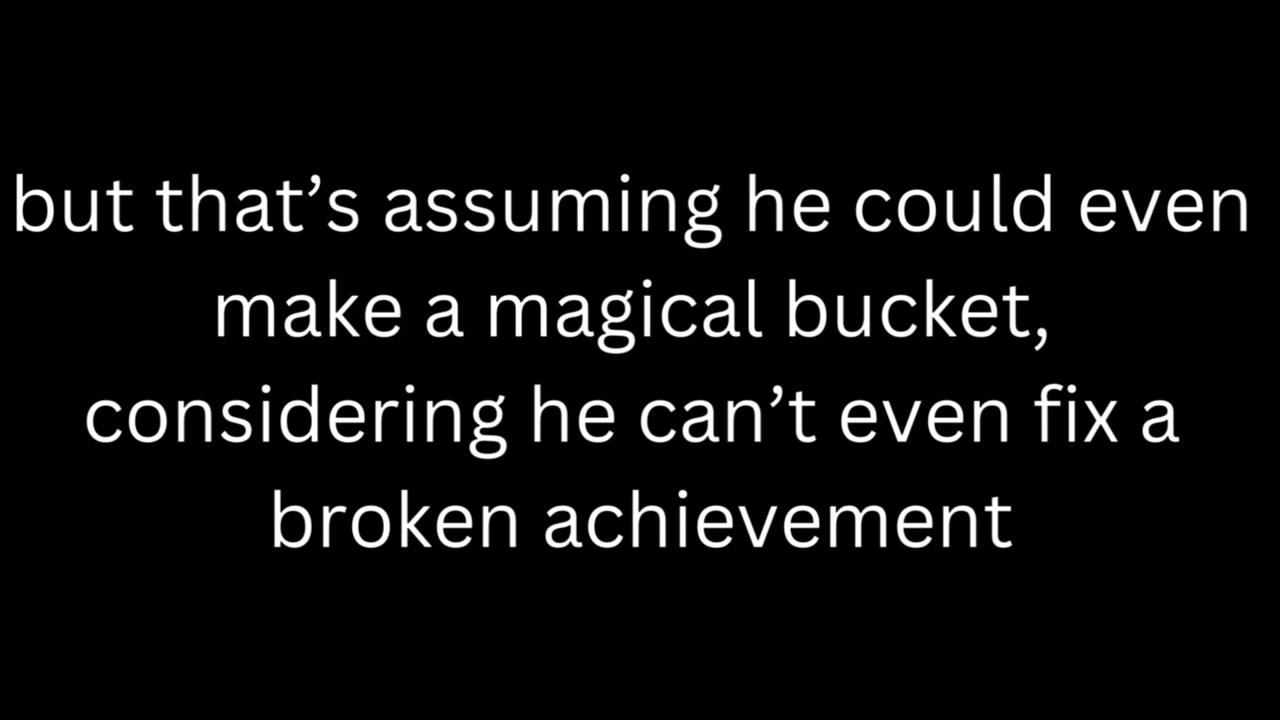 but that’s assuming he could even
make a magical bucket,
considering he can’t even fix a
broken achievement